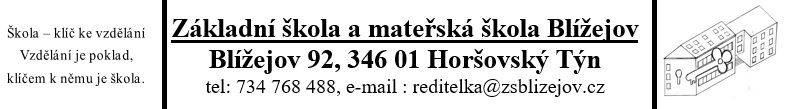 Škola – klíč ke vzdělání
Vzdělání je poklad,
klíčem k němu je škola.
Základní škola a mateřská škola Blížejov
Blížejov 92, 346 01 Horšovský Týn
tel: 734 768 488, e-mail : reditelka@zsblizejov.cz